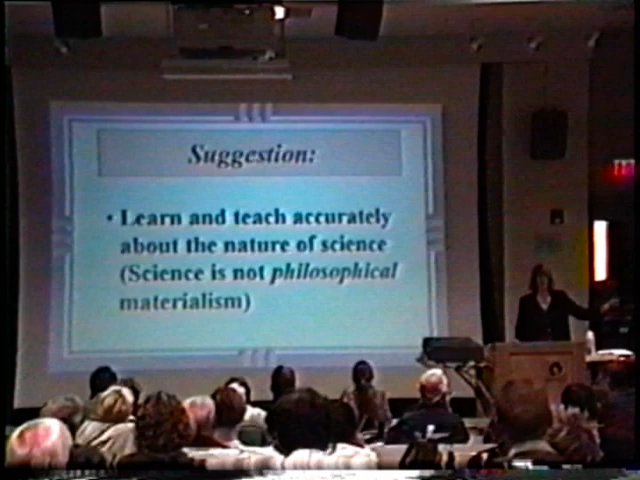 Suggestion:
• Learn and teach accurately
about the nature of science
(Science is not philosophical
materialism)